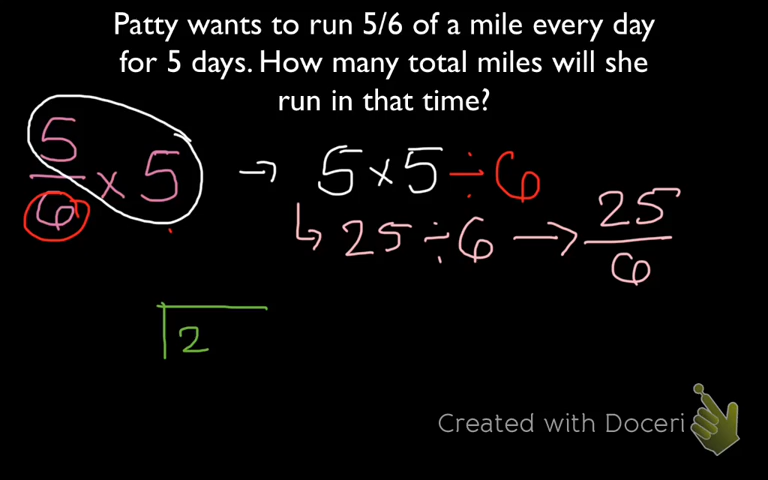 Patty wants to run 5/6 of a mile every day
for 5 days. How many total miles will she
run in that time?
5/6 × 5 → 5×5÷6
↳ 25÷6 → 25/6
2
Created with Doceri